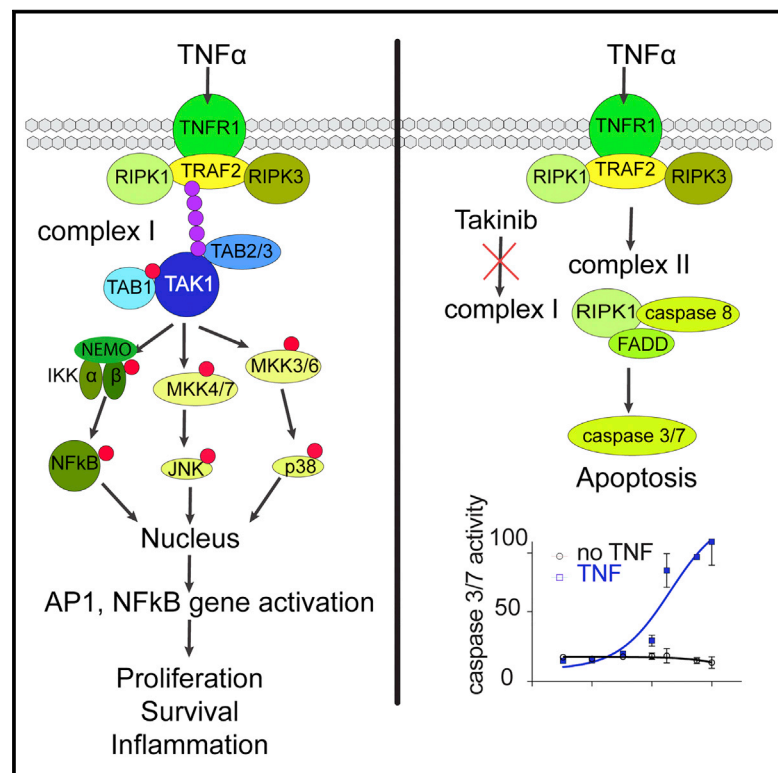 TNFα
TNFR1
RIPK1
TRAF2
RIPK3
complex I
TAB2/3
TAB1
TAK1
NEMO
IKK
α
β
MKK4/7
MKK3/6
NFkB
JNK
p38
Nucleus
AP1, NFkB gene activation
Proliferation
Survival
Inflammation
TNFα
TNFR1
RIPK1
TRAF2
RIPK3
Takinib
complex I
complex II
RIPK1
caspase 8
FADD
caspase 3/7
Apoptosis
caspase 3/7 activity
100
50
0
no TNF
TNF